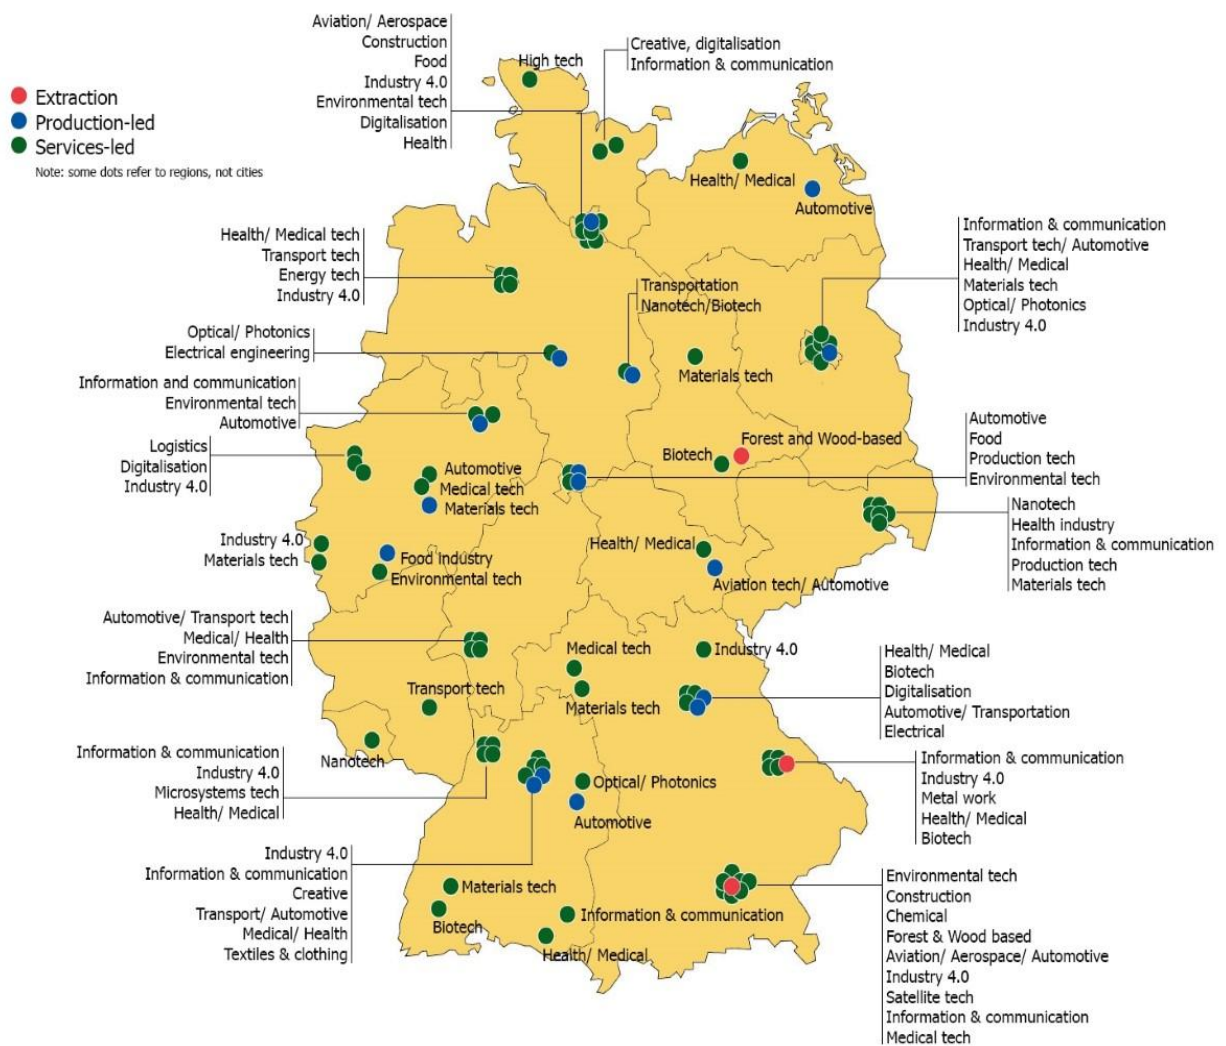 Aviation/ Aerospace
Construction
Food
Industry 4.0
Environmental tech
Digitalisation
Health
High tech
Creative, digitalisation
Information & communication
Extraction
Production-led
Services-led
Note: some dots refer to regions, not cities
Health/ Medical
Automotive
Information & communication
Transport tech/ Automotive
Health/ Medical
Materials tech
Optical/ Photonics
Industry 4.0
Health/ Medical tech
Transport tech
Energy tech
Industry 4.0
Transportation
Nanotech/Biotech
Optical/ Photonics
Electrical engineering
Materials tech
Information and communication
Environmental tech
Automotive
Automotive
Food
Production tech
Environmental tech
Forest and Wood-based
Biotech
Logistics
Digitalisation
Industry 4.0
Automotive
Medical tech
Materials tech
Nanotech
Health industry
Information & communication
Production tech
Materials tech
Industry 4.0
Materials tech
Food Industry
Environmental tech
Health/ Medical
Aviation tech/ Automotive
Automotive/ Transport tech
Medical/ Health
Environmental tech
Information & communication
Medical tech
Materials tech
Industry 4.0
Health/ Medical
Biotech
Digitalisation
Automotive/ Transportation
Electrical
Transport tech
Nanotech
Information & communication
Industry 4.0
Microsystems tech
Health/ Medical
Optical/ Photonics
Automotive
Information & communication
Industry 4.0
Metal work
Health/ Medical
Biotech
Industry 4.0
Information & communication
Creative
Transport/ Automotive
Medical/ Health
Textiles & clothing
Materials tech
Biotech
Information & communication
Health/ Medical
Environmental tech
Construction
Chemical
Forest & Wood based
Aviation/ Aerospace/ Automotive
Industry 4.0
Satellite tech
Information & communication
Medical tech